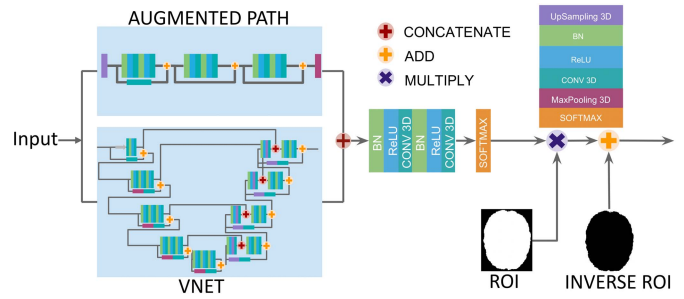 AUGMENTED PATH
Input
VNET
CONCATENATE
ADD
MULTIPLY
UpSampling 3D
BN
ReLU
CONV 3D
MaxPooling 3D
SOFTMAX
BN
ReLU
CONV 3D
BN
ReLU
CONV 3D
SOFTMAX
ROI
INVERSE ROI